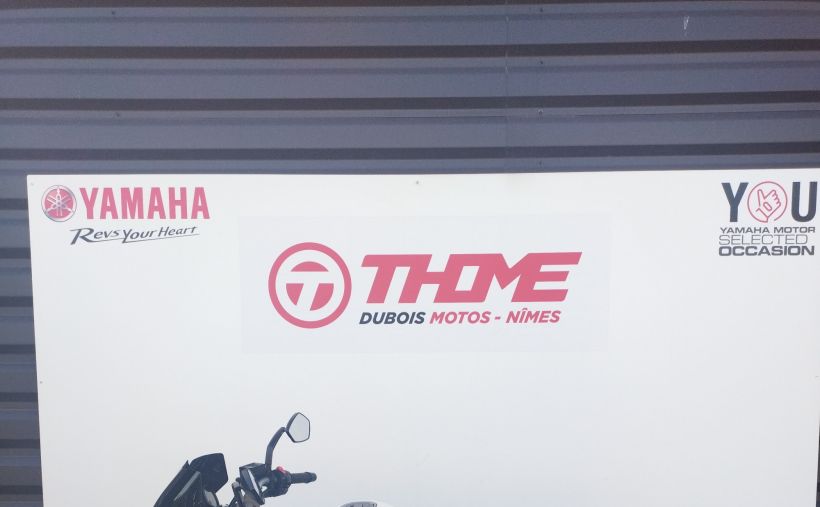 YAMAHA
Revs Your Heart
THOME
DUBOIS MOTOS - NÎMES
YOU
YAMAHA MOTOR
SELECTED
OCCASION